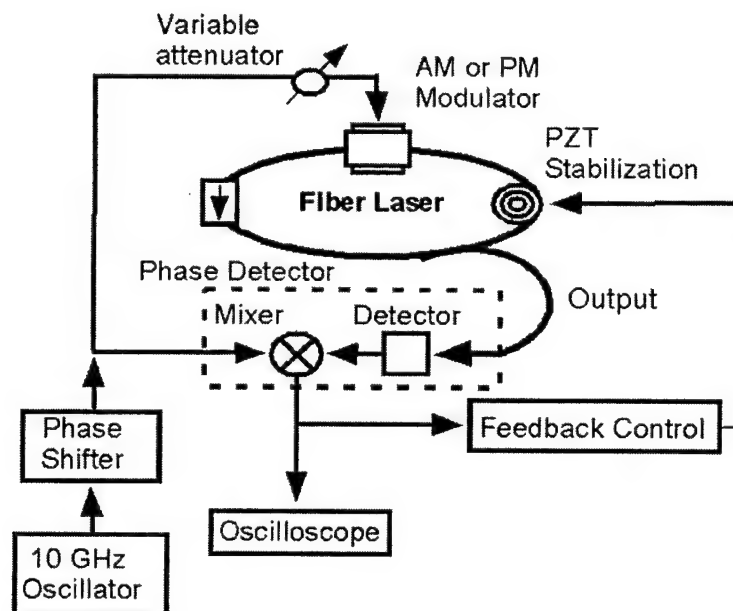 Variable
attenuator
AM or PM
Modulator
PZT
Stabilization
Fiber Laser
Phase Detector
Mixer
Detector
Output
Phase
Shifter
Feedback Control
Oscilloscope
10 GHz
Oscillator